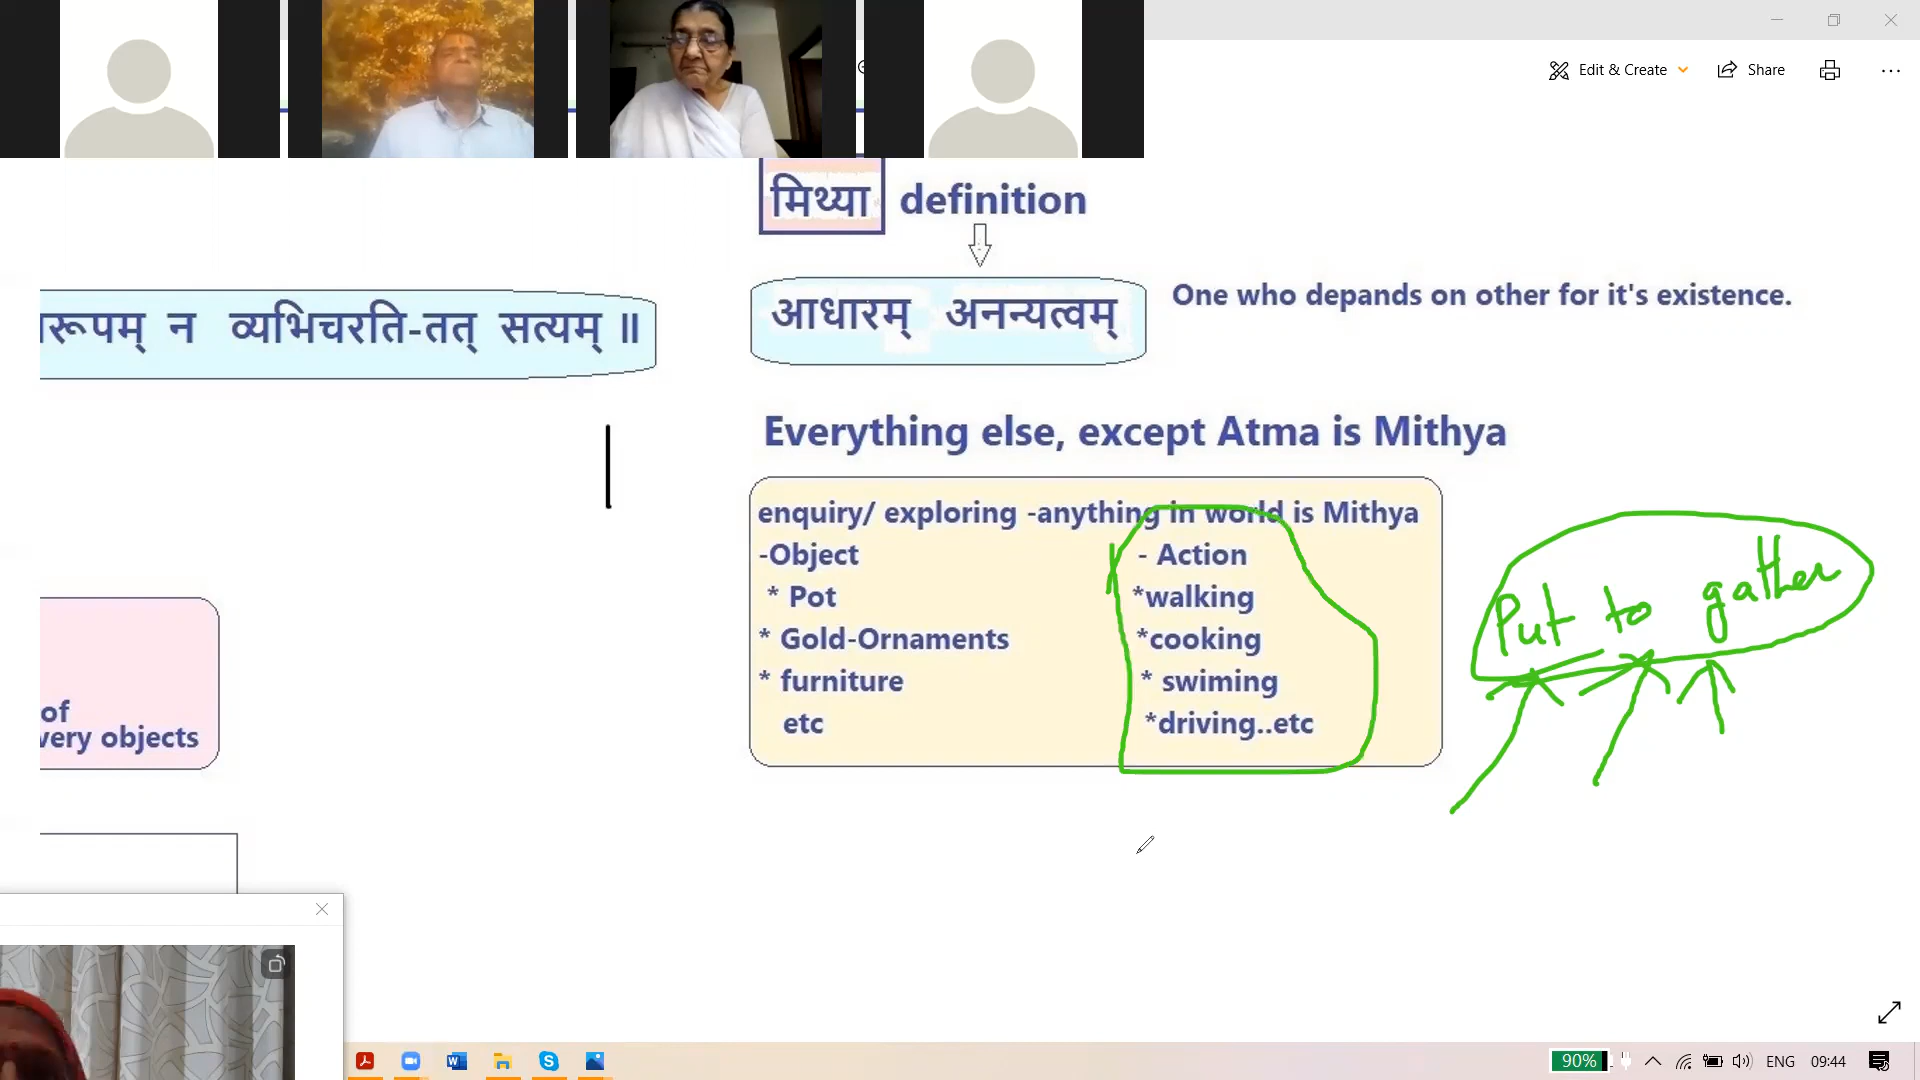 Edit & Create
Share
मिथ्या definition
आधारम् अनन्यत्वम्
One who depands on other for it's existence.
रूपम् न व्यभिचरति-तत् सत्यम् ॥
Everything else, except Atma is Mithya
enquiry/ exploring -anything in world is Mithya
-Object
* Pot
* Gold-Ornaments
* furniture
etc
- Action
*walking
*cooking
* swiming
*driving..etc
Put to gather
of
very objects
90%
ENG
09:44